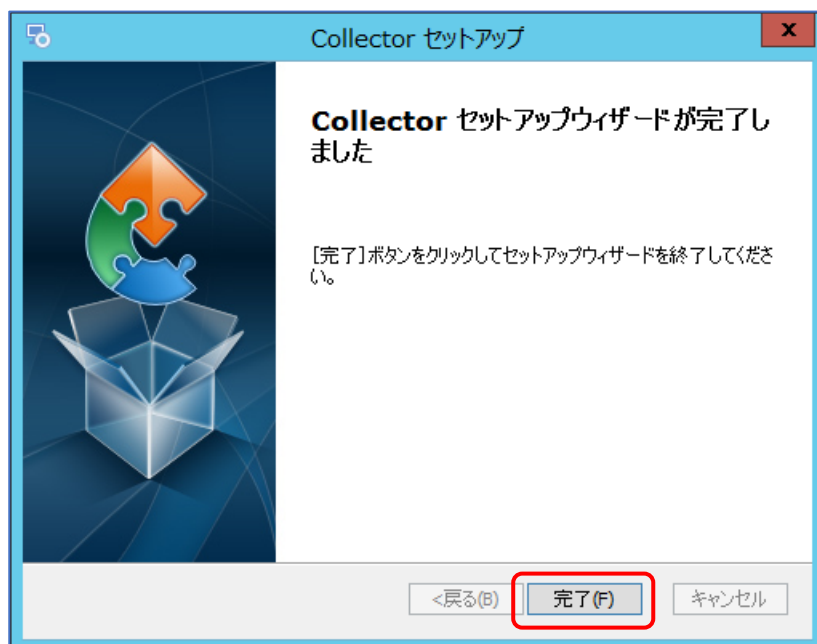 Collector セットアップ
x
Collector セットアップウィザードが完了し
ました
[完了]ボタンをクリックしてセットアップウィザードを終了してくださ
い。
<戻る(B) 完了(F) キャンセル